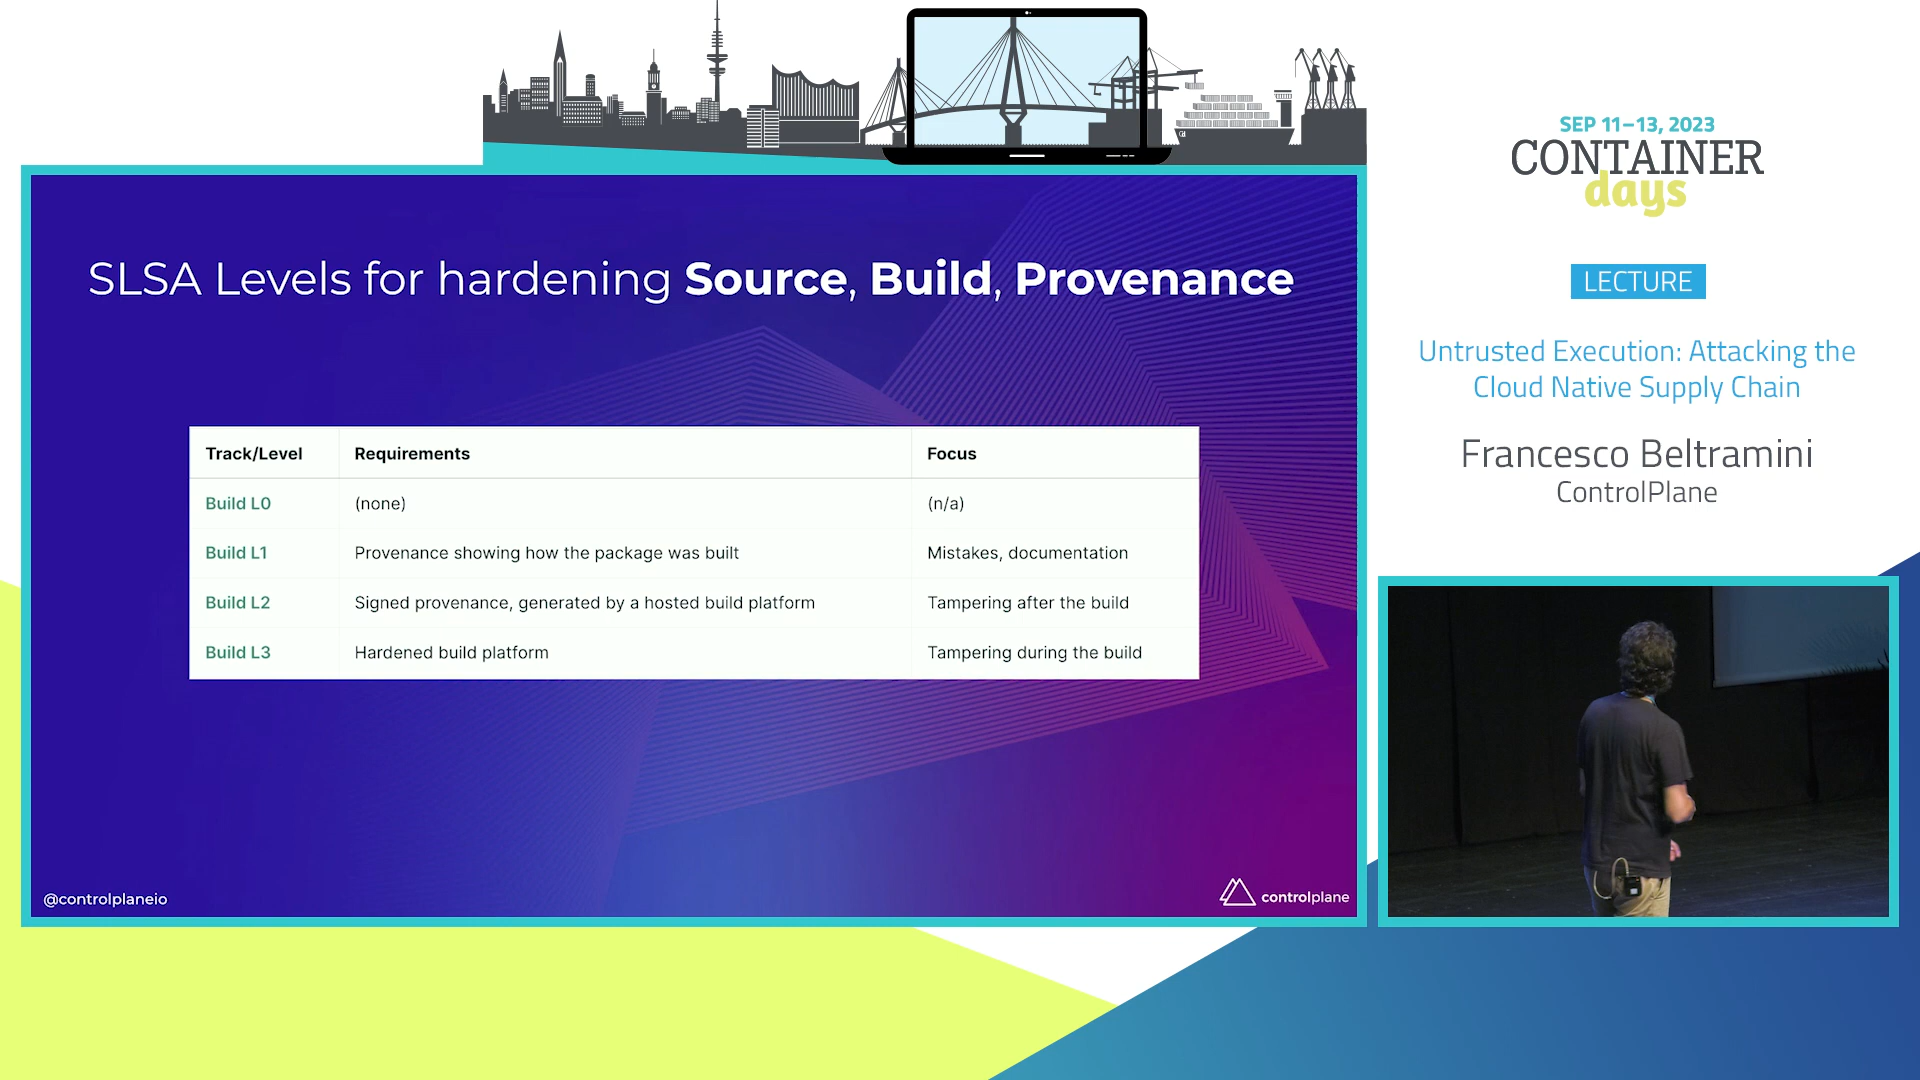 SEP 11–13, 2023
CONTAINER
days
LECTURE
Untrusted Execution: Attacking the
Cloud Native Supply Chain
Francesco Beltramini
ControlPlane
SLSA Levels for hardening Source, Build, Provenance
Track/Level Requirements Focus
Build L0 (none) (n/a)
Build L1 Provenance showing how the package was built Mistakes, documentation
Build L2 Signed provenance, generated by a hosted build platform Tampering after the build
Build L3 Hardened build platform Tampering during the build
@controlplaneio
controlplane